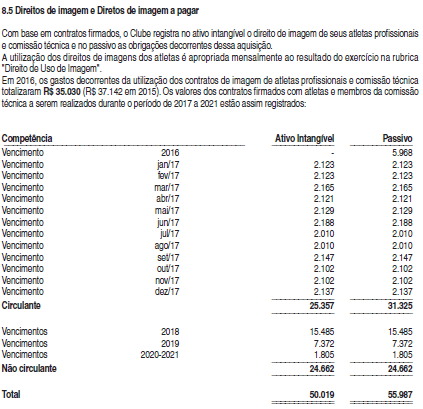 8.5 Direitos de imagem e Diretos de imagem a pagar
Com base em contratos firmados, o Clube registra no ativo intangível o direito de imagem de seus atletas profissionais
e comissão técnica e no passivo as obrigações decorrentes dessa aquisição.
A utilização dos direitos de imagens dos atletas é apropriada mensalmente ao resultado do exercício na rubrica
"Direito de Uso de Imagem".
Em 2016, os gastos decorrentes da utilização dos contratos de imagem de atletas profissionais e comissão técnica
totalizaram R$ 35.030 (R$ 37.142 em 2015). Os valores dos contratos firmados com atletas e membros da comissão
técnica a serem realizados durante o período de 2017 a 2021 estão assim registrados:
Competência Ativo Intangível Passivo
Vencimento 2016 - 5.968
Vencimento jan/17 2.123 2.123
Vencimento fev/17 2.123 2.123
Vencimento mar/17 2.165 2.165
Vencimento abr/17 2.121 2.121
Vencimento mai/17 2.129 2.129
Vencimento jun/17 2.188 2.188
Vencimento jul/17 2.010 2.010
Vencimento ago/17 2.010 2.010
Vencimento set/17 2.147 2.147
Vencimento out/17 2.102 2.102
Vencimento nov/17 2.102 2.102
Vencimento dez/17 2.137 2.137
Circulante 25.357 31.325
Vencimentos 2018 15.485 15.485
Vencimentos 2019 7.372 7.372
Vencimentos 2020-2021 1.805 1.805
Não circulante 24.662 24.662
Total 50.019 55.987